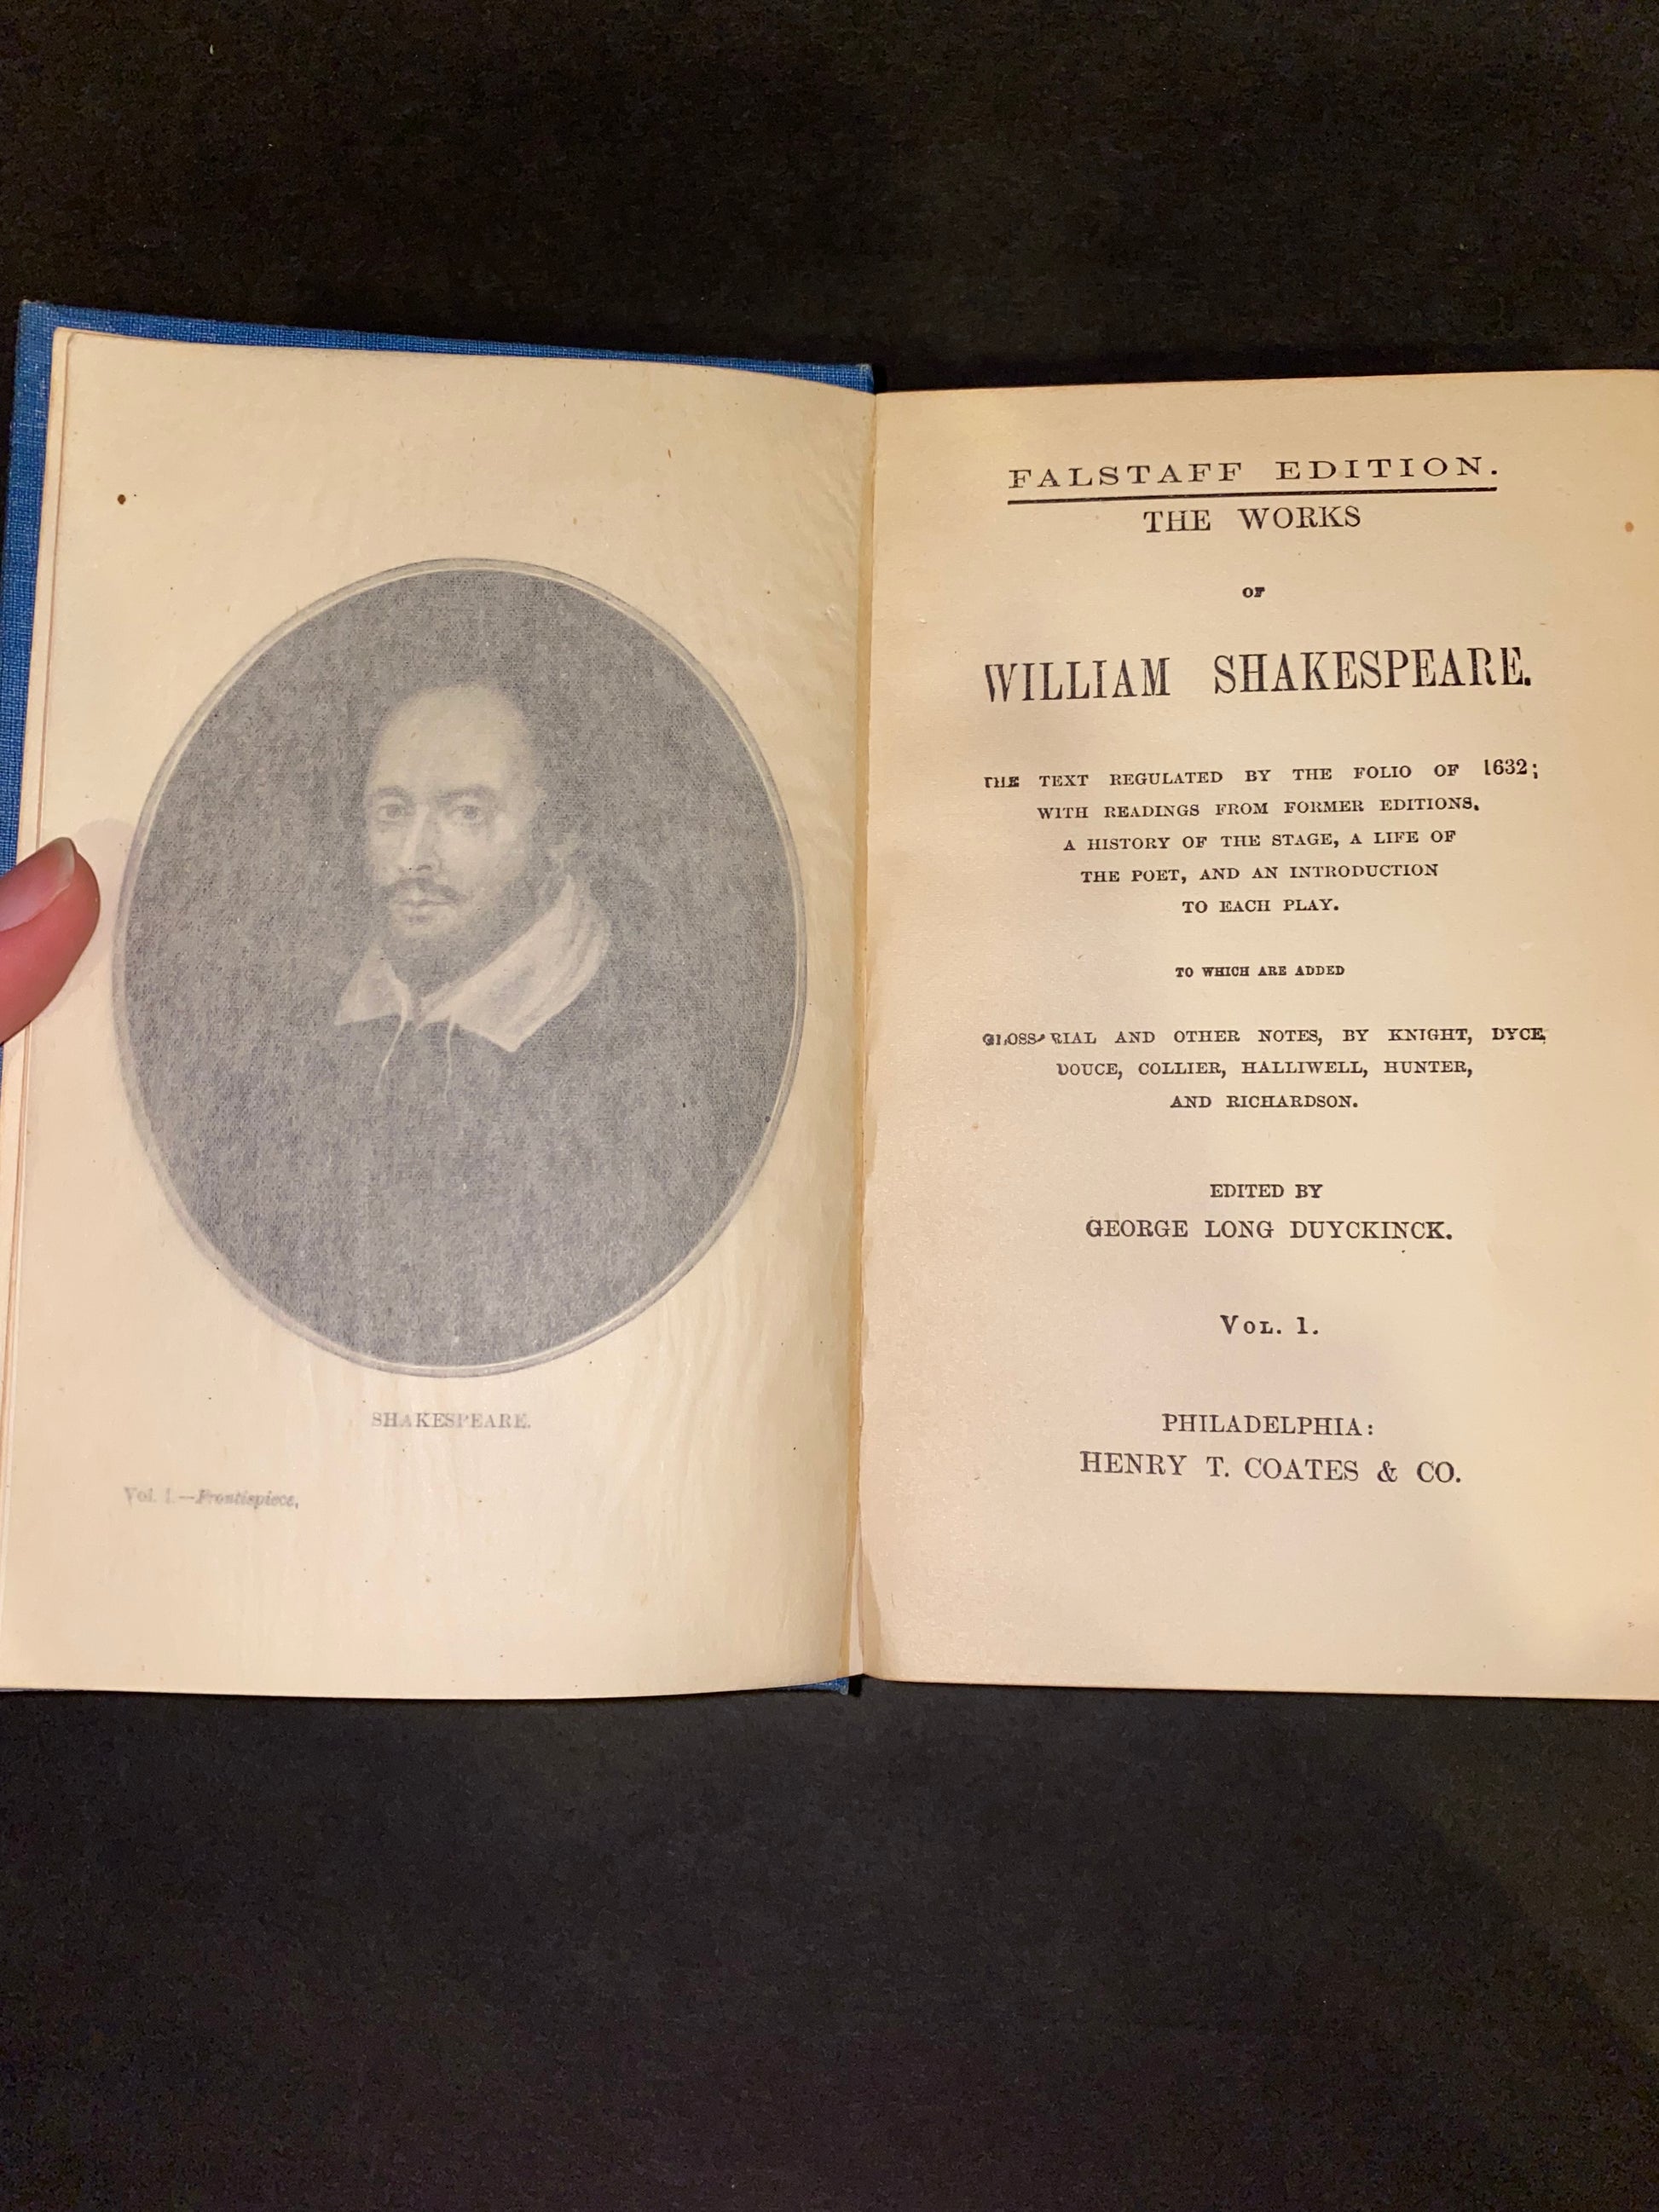 SHAKESPEARE.
Vol. 1.—Frontispiece.
FALSTAFF EDITION.
THE WORKS
OF
WILLIAM SHAKESPEARE.
THE TEXT REGULATED BY THE FOLIO OF 1632;
WITH READINGS FROM FORMER EDITIONS,
A HISTORY OF THE STAGE, A LIFE OF
THE POET, AND AN INTRODUCTION
TO EACH PLAY.
TO WHICH ARE ADDED
GLOSSARIAL AND OTHER NOTES, BY KNIGHT, DYCE,
DOUCE, COLLIER, HALLIWELL, HUNTER,
AND RICHARDSON.
EDITED BY
GEORGE LONG DUYCKINCK.
VOL. 1.
PHILADELPHIA:
HENRY T. COATES & CO.